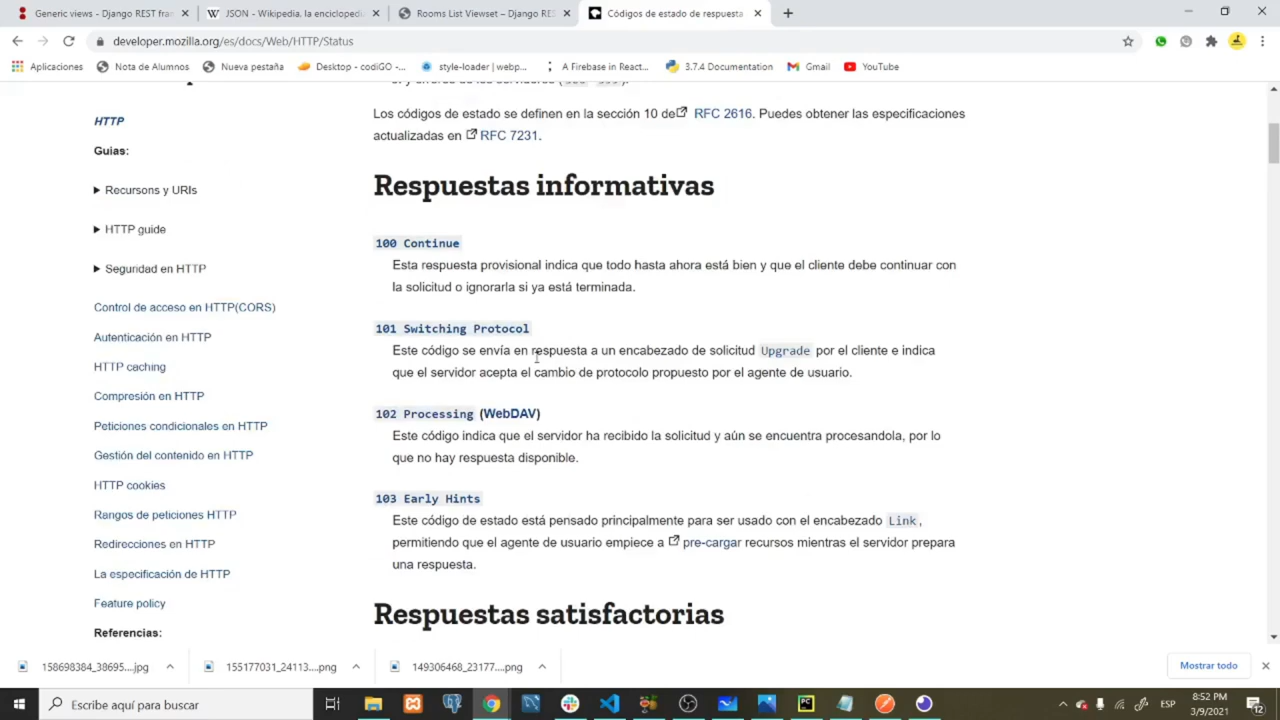 Generic views – Django REST fran
JSON - Wikipedia, la enciclopedi
Rooms List Viewset – Django RES
Códigos de estado de respuesta
developer.mozilla.org/es/docs/Web/HTTP/Status
Aplicaciones
Nota de Alumnos
Nueva pestaña
Desktop - codiGO -...
style-loader | webp...
A Firebase in React...
3.7.4 Documentation
Gmail
YouTube
HTTP
Guias:
Recursons y URIs
HTTP guide
Seguridad en HTTP
Control de acceso en HTTP(CORS)
Autenticación en HTTP
HTTP caching
Compresión en HTTP
Peticiones condicionales en HTTP
Gestión del contenido en HTTP
HTTP cookies
Rangos de peticiones HTTP
Redirecciones en HTTP
La especificación de HTTP
Feature policy
Referencias:
Los códigos de estado se definen en la sección 10 de RFC 2616. Puedes obtener las especificaciones
actualizadas en RFC 7231.
Respuestas informativas
100 Continue
Esta respuesta provisional indica que todo hasta ahora está bien y que el cliente debe continuar con
la solicitud o ignorarla si ya está terminada.
101 Switching Protocol
Este código se envía en respuesta a un encabezado de solicitud Upgrade por el cliente e indica
que el servidor acepta el cambio de protocolo propuesto por el agente de usuario.
102 Processing (WebDAV)
Este código indica que el servidor ha recibido la solicitud y aún se encuentra procesandola, por lo
que no hay respuesta disponible.
103 Early Hints
Este código de estado está pensado principalmente para ser usado con el encabezado Link,
permitiendo que el agente de usuario empiece a pre-cargar recursos mientras el servidor prepara
una respuesta.
Respuestas satisfactorias
158698384_38695....jpg
155177031_24113....png
149306468_23177....png
Mostrar todo
Escribe aquí para buscar
ESP
8:52 PM
3/9/2021
12